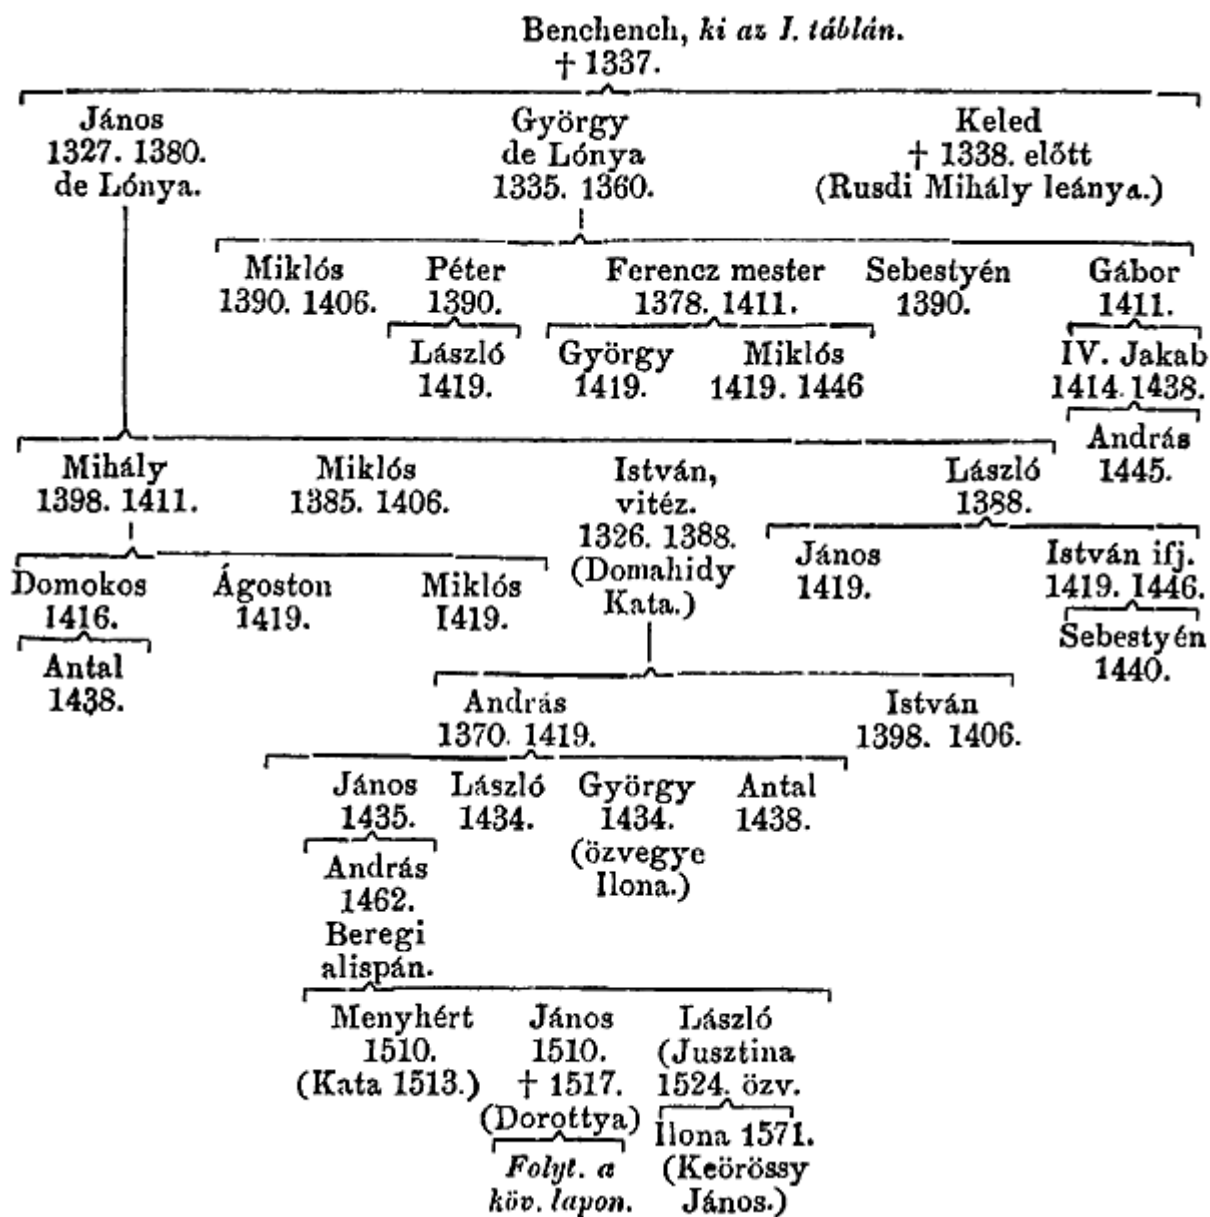 Benchench, ki az I. táblán.
† 1337.
János György Keled
1327. 1380. de Lónya † 1338. előtt
de Lónya. 1335. 1360. (Rusdi Mihály leánya.)
Miklós Péter Ferencz mester Sebestyén Gábor
1390. 1406. 1390. 1378. 1411. 1390. 1411.
László György Miklós IV. Jakab
1419. 1419. 1419. 1446 1414. 1438.
András
1445.
Mihály Miklós István, László
1398. 1411. 1385. 1406. vitéz. 1388.
1326. 1388.
(Domahidy
Kata.)
János István ifj.
1419. 1419. 1446.
Domokos Ágoston Miklós
1416. 1419. 1419.
Sebestyén
1440.
Antal
1438.
András István
1370. 1419. 1398. 1406.
János László György Antal
1435. 1434. 1434. 1438.
(özvegye
Ilona.)
András
1462.
Beregi
alispán.
Menyhért János László
1510. 1510. (Jusztina
(Kata 1513.) † 1517. 1524. özv.
(Dorottya) Ilona 1571.
Folyt. a (Keörössy
köv. lapon. János.)